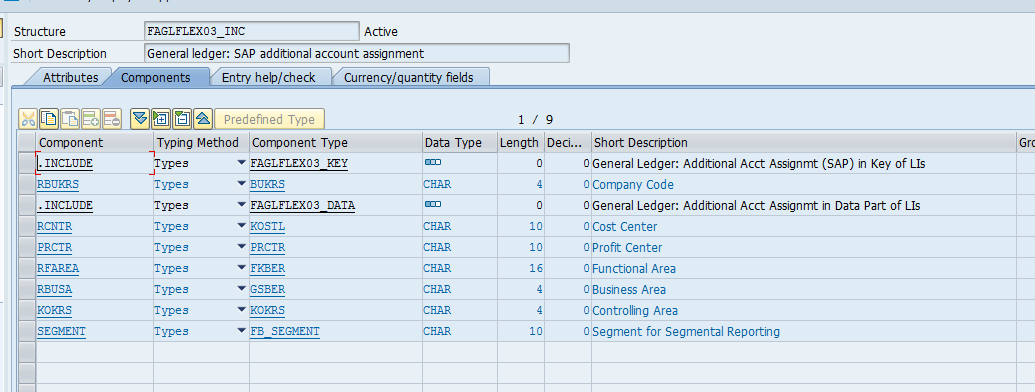 Structure FAGLFLEX03_INC Active
Short Description General ledger: SAP additional account assignment
Attributes Components Entry help/check Currency/quantity fields
Predefined Type 1 / 9
Component Typing Method Component Type Data Type Length Deci... Short Description Gro
.INCLUDE Types FAGLFLEX03_KEY 0 0 General Ledger: Additional Acct Assignmt (SAP) in Key of LIs
RBUKRS Types BUKRS CHAR 4 0 Company Code
.INCLUDE Types FAGLFLEX03_DATA 0 0 General Ledger: Additional Acct Assignmt in Data Part of LIs
RCNTR Types KOSTL CHAR 10 0 Cost Center
PRCTR Types PRCTR CHAR 10 0 Profit Center
RFAREA Types FKBER CHAR 16 0 Functional Area
RBUSA Types GSBER CHAR 4 0 Business Area
KOKRS Types KOKRS CHAR 4 0 Controlling Area
SEGMENT Types FB_SEGMENT CHAR 10 0 Segment for Segmental Reporting